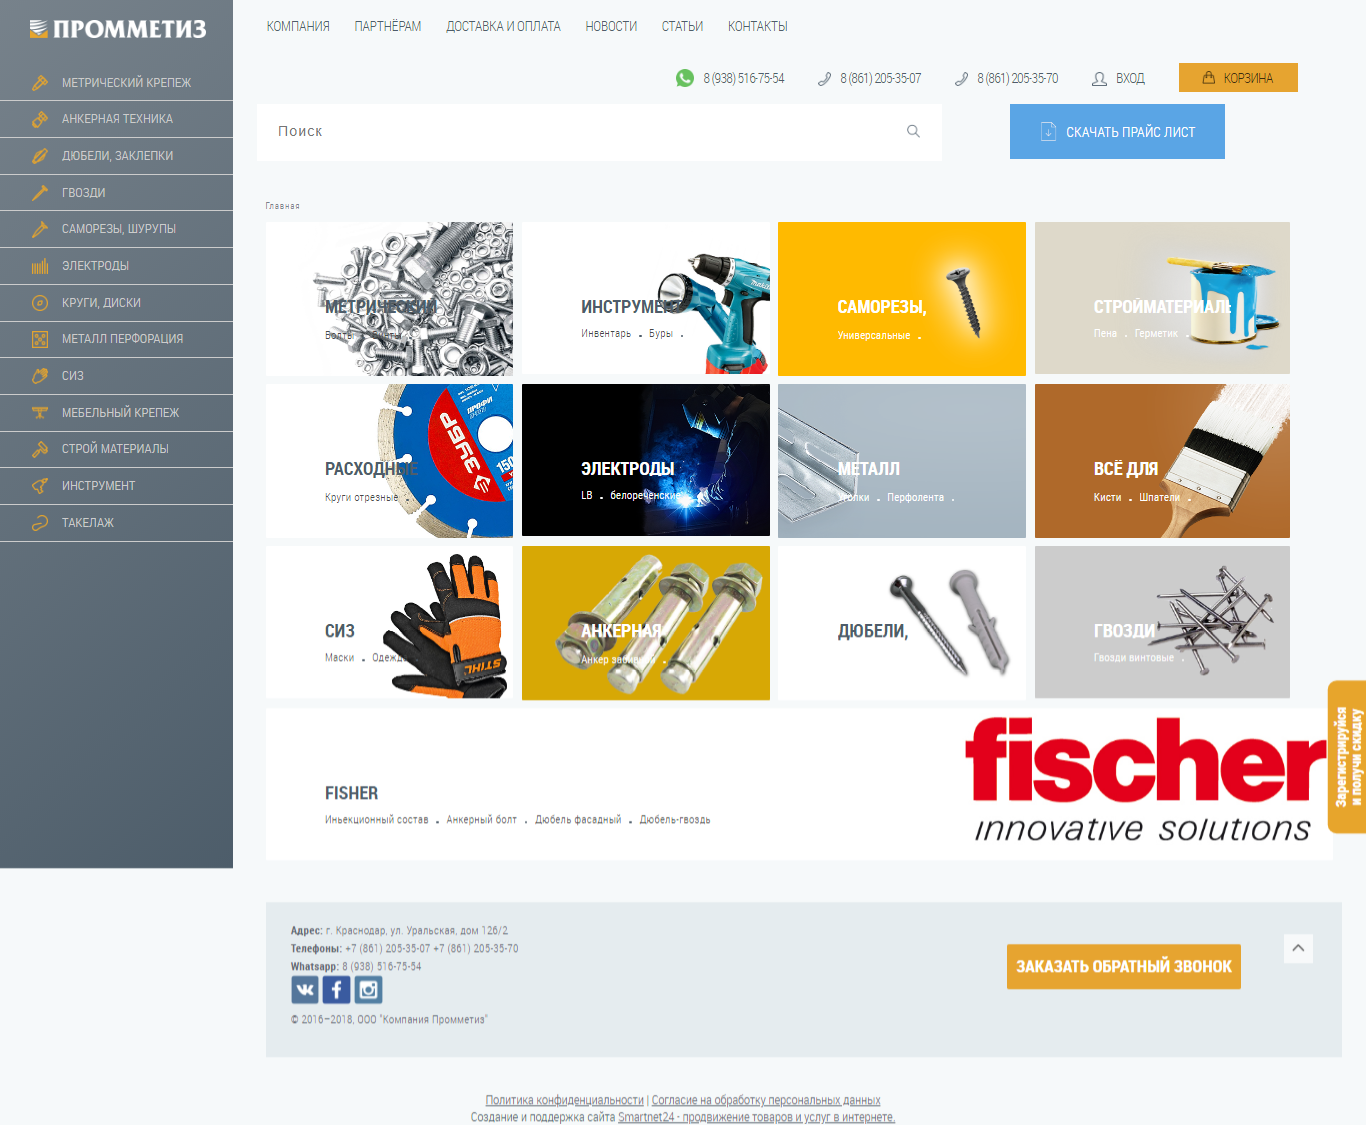 ПРОММЕТИЗ
КОМПАНИЯ ПАРТНЁРАМ ДОСТАВКА И ОПЛАТА НОВОСТИ СТАТЬИ КОНТАКТЫ
8 (938) 516-75-54 8 (861) 205-35-07 8 (861) 205-35-70 ВХОД КОРЗИНА
Поиск
СКАЧАТЬ ПРАЙС ЛИСТ
МЕТРИЧЕСКИЙ КРЕПЕЖ
АНКЕРНАЯ ТЕХНИКА
ДЮБЕЛИ, ЗАКЛЕПКИ
ГВОЗДИ
САМОРЕЗЫ, ШУРУПЫ
ЭЛЕКТРОДЫ
КРУГИ, ДИСКИ
МЕТАЛЛ ПЕРФОРАЦИЯ
СИЗ
МЕБЕЛЬНЫЙ КРЕПЕЖ
СТРОЙ МАТЕРИАЛЫ
ИНСТРУМЕНТ
ТАКЕЛАЖ
Главная
МЕТРИЧЕСКИЙ
Болты
ИНСТРУМЕНТ
Инвентарь . Буры .
makita
САМОРЕЗЫ,
Универсальные .
СТРОЙМАТЕРИАЛЫ
Пена . Герметик .
РАСХОДНЫЕ
Круги отрезные .
ПРОФИ
ЗУБР
150
ЭЛЕКТРОДЫ
LB . белореченские
МЕТАЛЛ
Уголки . Перфолента .
ВСЁ ДЛЯ
Кисти . Шпатели .
СИЗ
Маски . Одежда .
STIHL
АНКЕРНАЯ
Анкер забивной .
ДЮБЕЛИ,
ГВОЗДИ
Гвозди винтовые .
FISHER
Инъекционный состав . Анкерный болт . Дюбель фасадный . Дюбель-гвоздь
fischer
innovative solutions
Зарегистрируйся
и получи скидку
Адрес: г. Краснодар, ул. Уральская, дом 126/2
Телефоны: +7 (861) 205-35-07 +7 (861) 205-35-70
Whatsapp: 8 (938) 516-75-54
© 2016–2018, ООО "Компания Промметиз"
ЗАКАЗАТЬ ОБРАТНЫЙ ЗВОНОК
Политика конфиденциальности | Согласие на обработку персональных данных
Создание и поддержка сайта Smartnet24 - продвижение товаров и услуг в интернете.